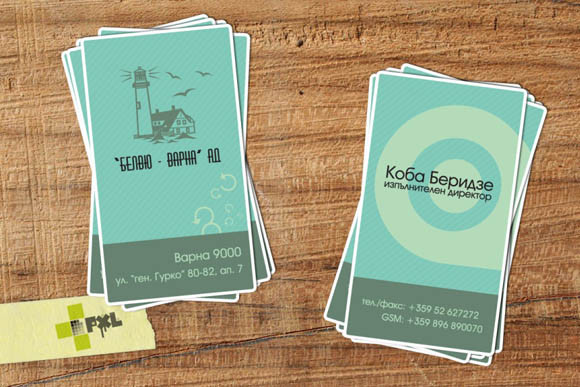 "БЕЛВЮ - ВАРНА" АД
Варна 9000
ул. "ген. Гурко" 80-82, ап. 7
Коба Беридзе
изпълнителен директор
тел./факс: +359 52 627272
GSM: +359 896 890070
FXL